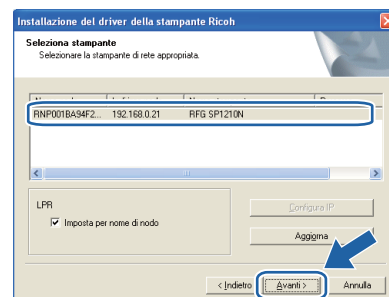 Installazione del driver della stampante Ricoh
Seleziona stampante
Selezionare la stampante di rete appropriata.
RNP001BA94F2... 192.168.0.21 RFG SP1210N
LPR
Imposta per nome di nodo
Configura IP
Aggiorna
< Indietro
Avanti >
Annulla